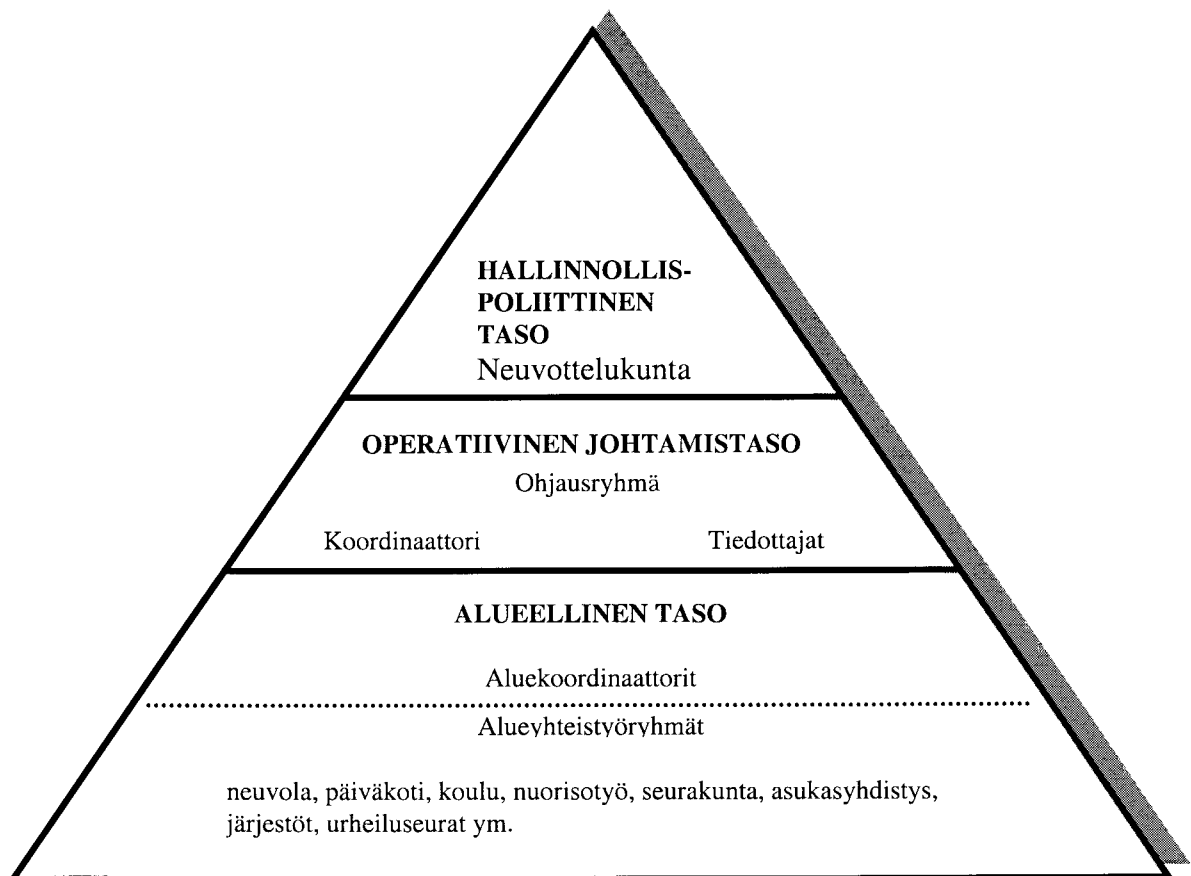 HALLINNOLLIS-
POLIITTINEN
TASO
Neuvottelukunta
OPERATIIVINEN JOHTAMISTASO
Ohjausryhmä
Koordinaattori Tiedottajat
ALUEELLINEN TASO
Aluekoordinaattorit
Alueyhteistyöryhmät
neuvola, päiväkoti, koulu, nuorisotyö, seurakunta, asukasyhdistys,
järjestöt, urheiluseurat ym.